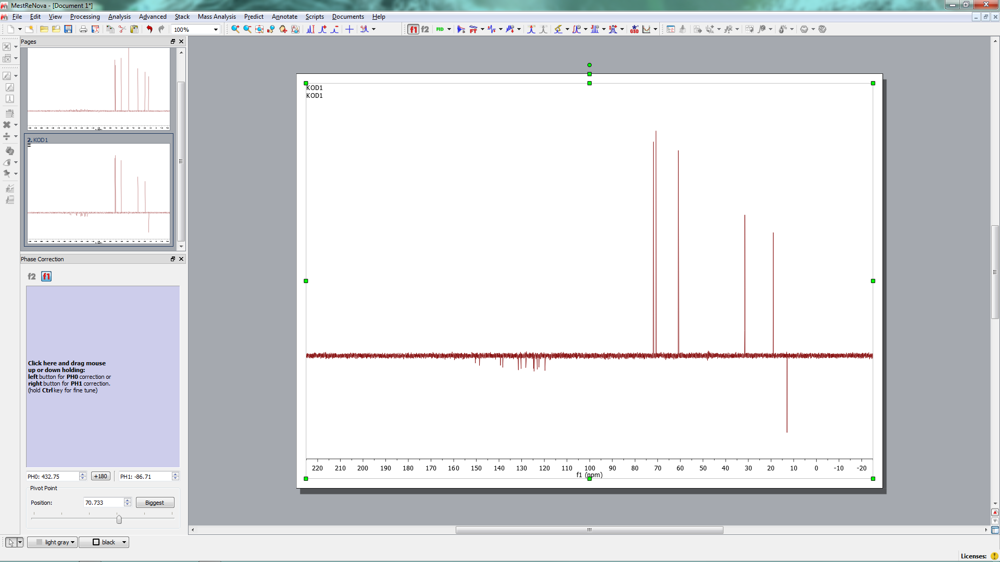 MestReNova - [Document 1*]
File Edit View Processing Analysis Advanced Stack Mass Analysis Predict Annotate Scripts Documents Help
100%
f1 f2 FID FT GSD
Pages
2. KOD1
Phase Correction
f2 f1
Click here and drag mouse
up or down holding:
left button for PH0 correction or
right button for PH1 correction.
(hold Ctrl key for fine tune)
PH0: 432.75 +180 PH1: -86.71
Pivot Point
Position: 70.733 Biggest
KOD1
KOD1
220 210 200 190 180 170 160 150 140 130 120 110 100 90 80 70 60 50 40 30 20 10 0 -10 -20
f1 (ppm)
light gray black
Licenses: